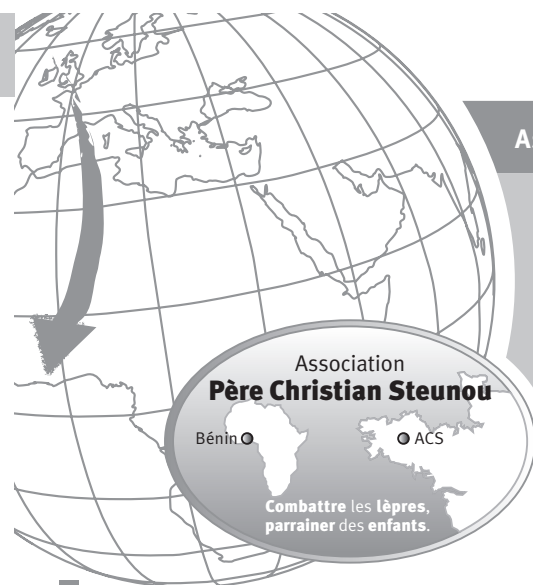 Association
Père Christian Steunou
Bénin
ACS
Combattre les lèpres,
parrainer des enfants.